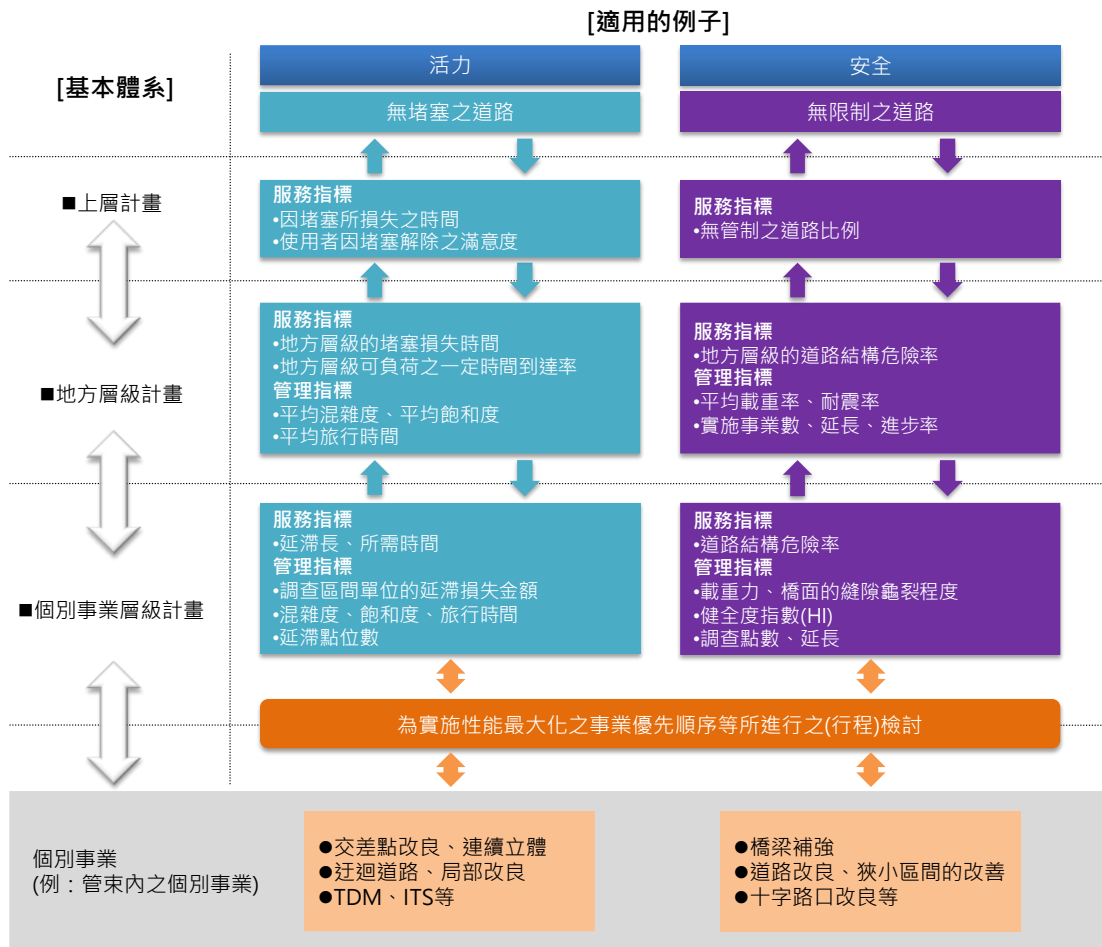 [適用的例子]
[基本體系]
活力
安全
無堵塞之道路
無限制之道路
■上層計畫
服務指標
•因堵塞所損失之時間
•使用者因堵塞解除之滿意度
服務指標
•無管制之道路比例
■地方層級計畫
服務指標
•地方層級的堵塞損失時間
•地方層級可負荷之一定時間到達率
管理指標
•平均混雜度、平均飽和度
•平均旅行時間
服務指標
•地方層級的道路結構危險率
管理指標
•平均載重率、耐震率
•實施事業數、延長、進步率
■個別事業層級計畫
服務指標
•延滯長、所需時間
管理指標
•調查區間單位的延滯損失金額
•混雜度、飽和度、旅行時間
•延滯點位數
服務指標
•道路結構危險率
管理指標
•載重力、橋面的縫隙龜裂程度
•健全度指數(HI)
•調查點數、延長
為實施性能最大化之事業優先順序等所進行之(行程)檢討
個別事業
(例：管束內之個別事業)
●交差點改良、連續立體
●迂迴道路、局部改良
●TDM、ITS等
●橋梁補強
●道路改良、狹小區間的改善
●十字路口改良等